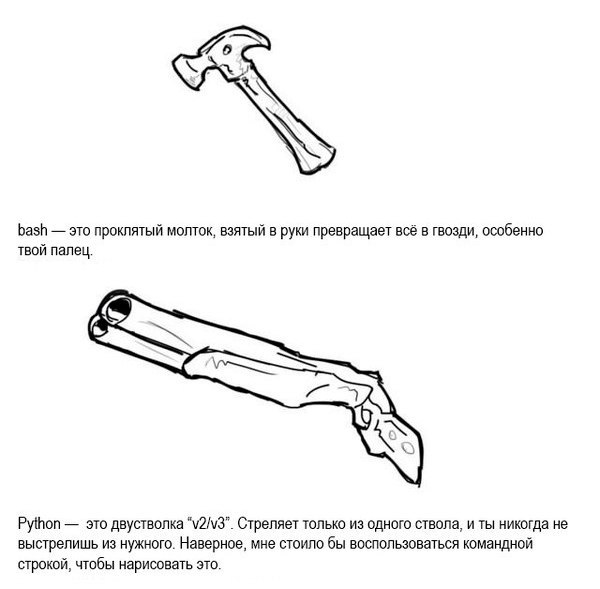 bash — это проклятый молток, взятый в руки превращает всё в гвозди, особенно
твой палец.
Python —  это двустволка “v2/v3”. Стреляет только из одного ствола, и ты никогда не
выстрелишь из нужного. Наверное, мне стоило бы воспользоваться командной
строкой, чтобы нарисовать это.